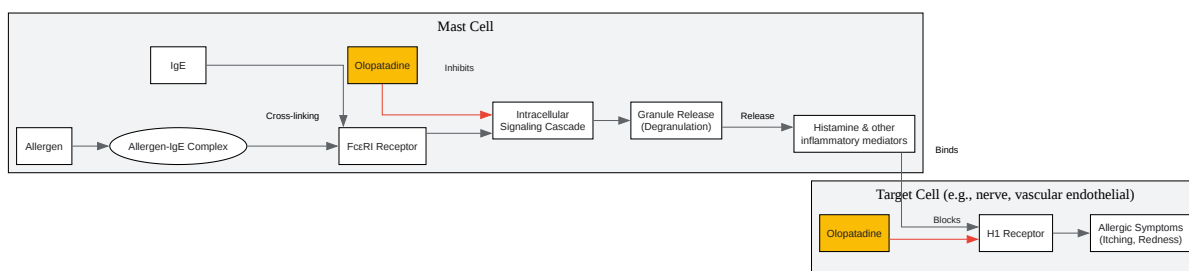 Mast Cell
IgE
Olopatadine
Inhibits
Cross-linking
Intracellular
Signaling Cascade
Granule Release
(Degranulation)
Release
Histamine & other
inflammatory mediators
Allergen
Allergen-IgE Complex
FcεRI Receptor
Binds
Target Cell (e.g., nerve, vascular endothelial)
Olopatadine
Blocks
H1 Receptor
Allergic Symptoms
(Itching, Redness)